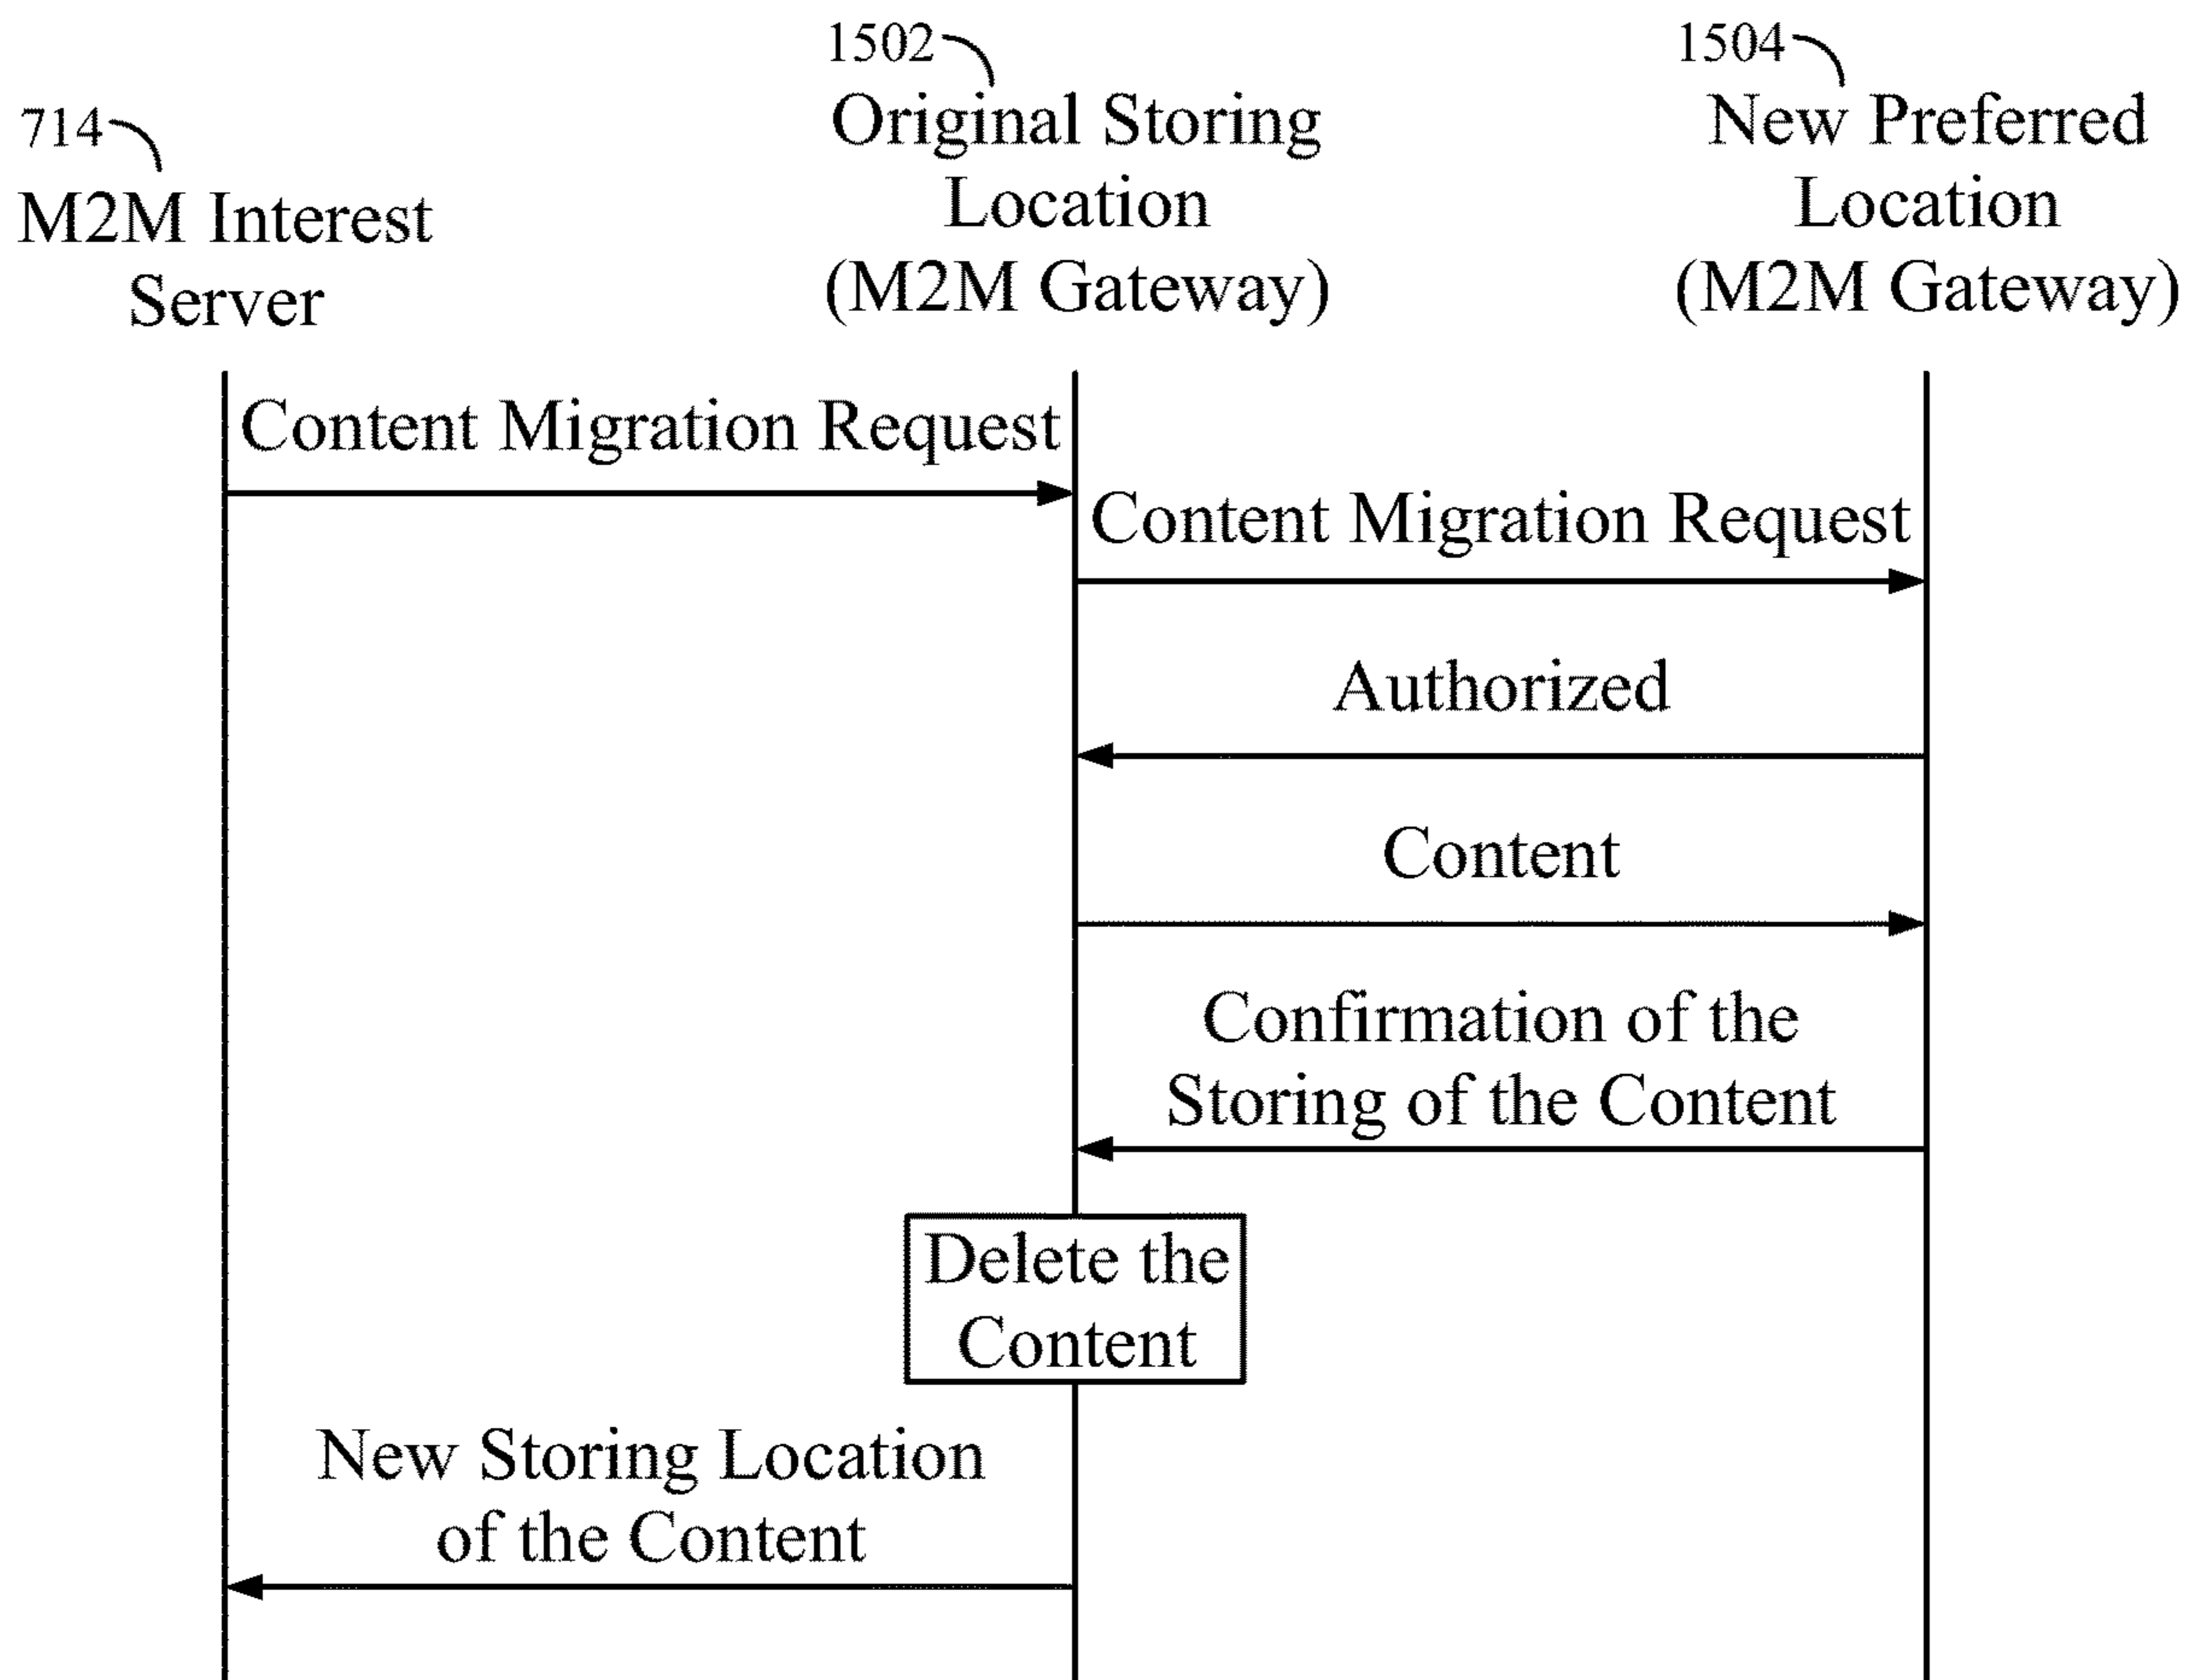 714
M2M Interest
Server
1502
Original Storing
Location
(M2M Gateway)
1504
New Preferred
Location
(M2M Gateway)
Content Migration Request
Content Migration Request
Authorized
Content
Confirmation of the
Storing of the Content
Delete the
Content
New Storing Location
of the Content